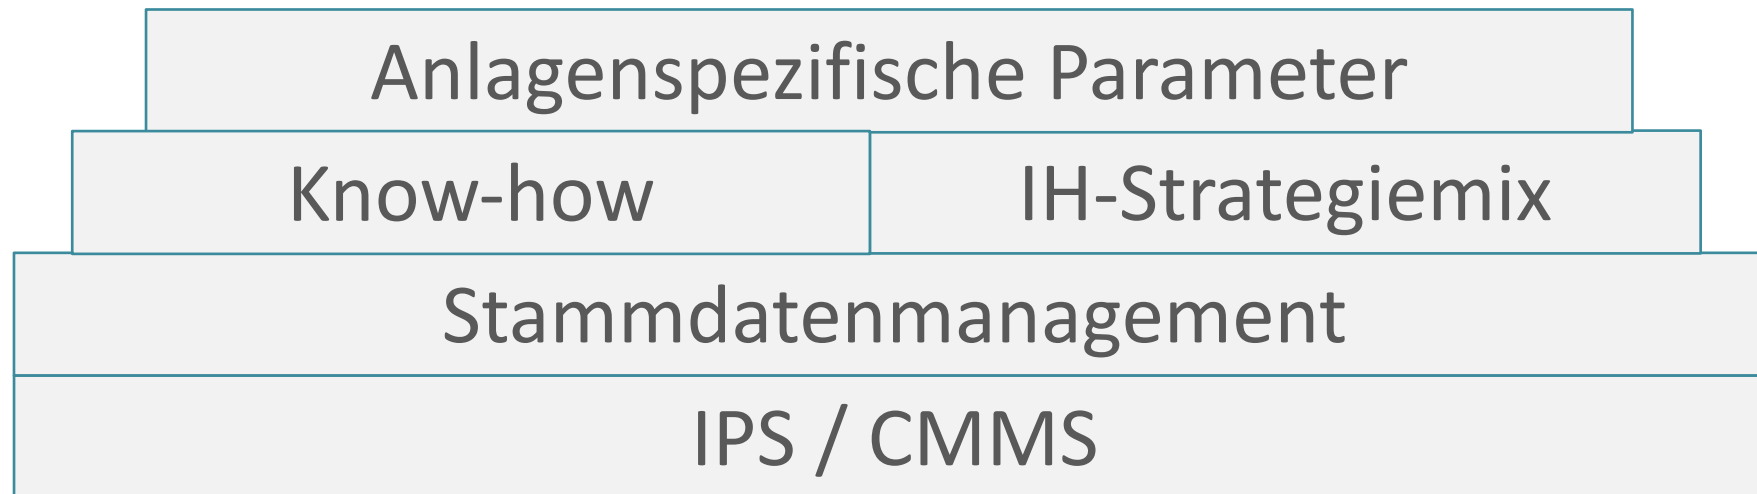 Anlagenspezifische Parameter
Know-how
IH-Strategiemix
Stammdatenmanagement
IPS / CMMS